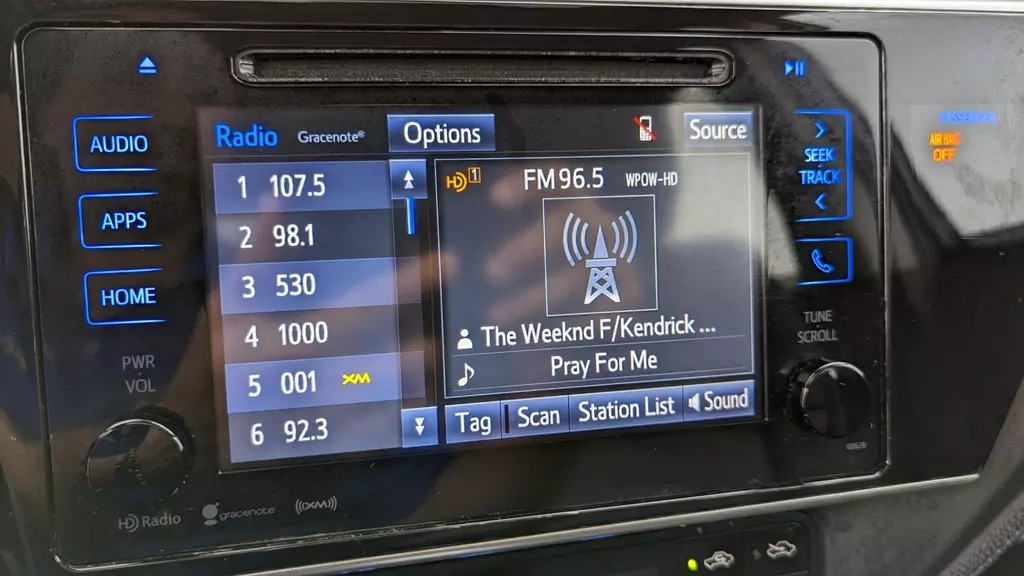 AUDIO
APPS
HOME
PWR
VOL
Radio Gracenote® Options Source
1 107.5
2 98.1
3 530
4 1000
5 001 XM
6 92.3
HD 1 FM 96.5 WPOW-HD
The Weeknd F/Kendrick ...
Pray For Me
Tag Scan Station List Sound
>
SEEK
TRACK
<
TUNE
SCROLL
PASSENGER
AIR BAG
OFF
HD Radio gracenote ((XM))